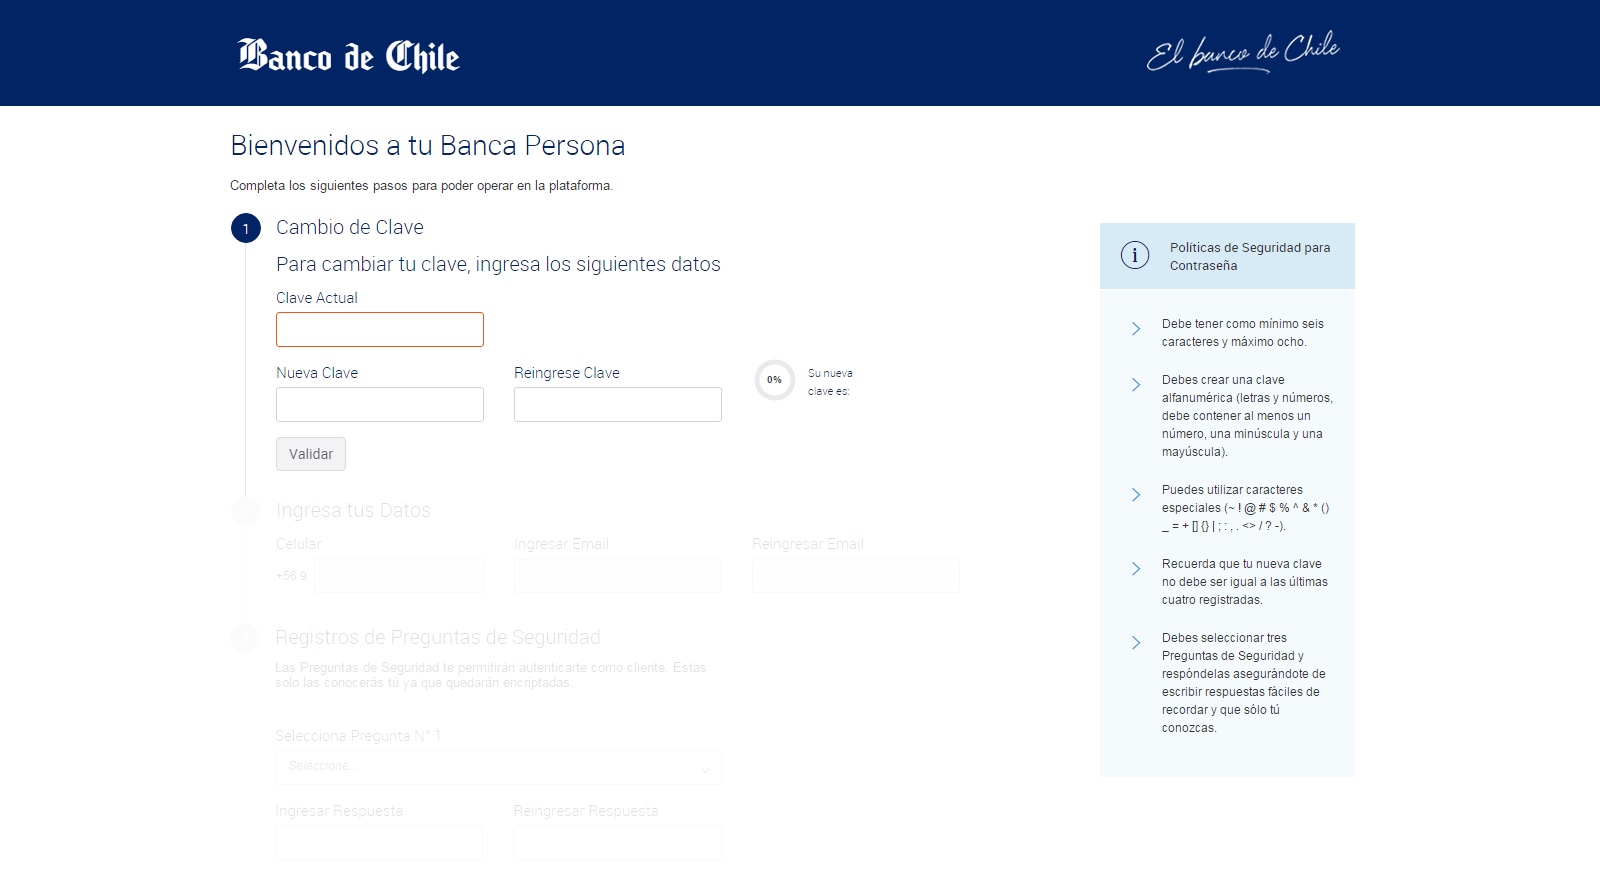 Banco de Chile
El banco de Chile
Bienvenidos a tu Banca Persona
Completa los siguientes pasos para poder operar en la plataforma.
1
Cambio de Clave
Para cambiar tu clave, ingresa los siguientes datos
Clave Actual
Nueva Clave
Reingrese Clave
0%
Su nueva
clave es:
Validar
Ingresa tus Datos
Celular
Ingresar Email
Reingresar Email
+56 9
Registros de Preguntas de Seguridad
Las Preguntas de Seguridad te permitirán autenticarte como cliente. Estas
solo las conocerás tú ya que quedarán encriptadas.
Selecciona Pregunta N° 1
Seleccione...
Ingresar Respuesta
Reingresar Respuesta
i
Políticas de Seguridad para
Contraseña
Debe tener como mínimo seis
caracteres y máximo ocho.
Debes crear una clave
alfanumérica (letras y números,
debe contener al menos un
número, una minúscula y una
mayúscula).
Puedes utilizar caracteres
especiales (~ ! @ # $ % ^ & * ()
_ = + [] {} | ; : , . <> / ? -).
Recuerda que tu nueva clave
no debe ser igual a las últimas
cuatro registradas.
Debes seleccionar tres
Preguntas de Seguridad y
respóndelas asegurándote de
escribir respuestas fáciles de
recordar y que sólo tú
conozcas.